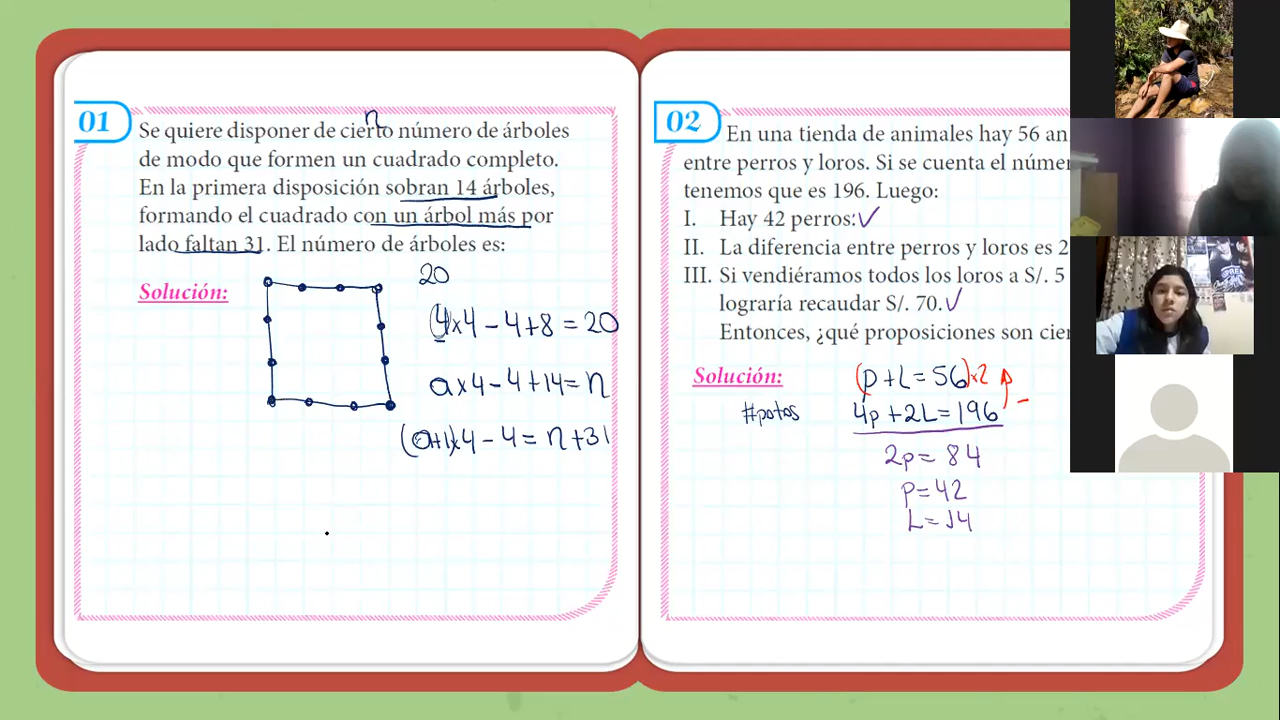 01
n
Se quiere disponer de cierto número de árboles
de modo que formen un cuadrado completo.
En la primera disposición sobran 14 árboles,
formando el cuadrado con un árbol más por
lado faltan 31. El número de árboles es:
Solución:
20
(4)x4-4+8=20
ax4-4+14=n
(a+1)x4-4=n+31
02
En una tienda de animales hay 56 an
entre perros y loros. Si se cuenta el númer
tenemos que es 196. Luego:
I. Hay 42 perros:✓
II. La diferencia entre perros y loros es 2
III. Si vendiéramos todos los loros a S/. 5
lograría recaudar S/. 70.✓
Entonces, ¿qué proposiciones son cier
Solución:
(p+L=56)x2
#patas 4p+2L=196 -
2p=84
p=42
L=14